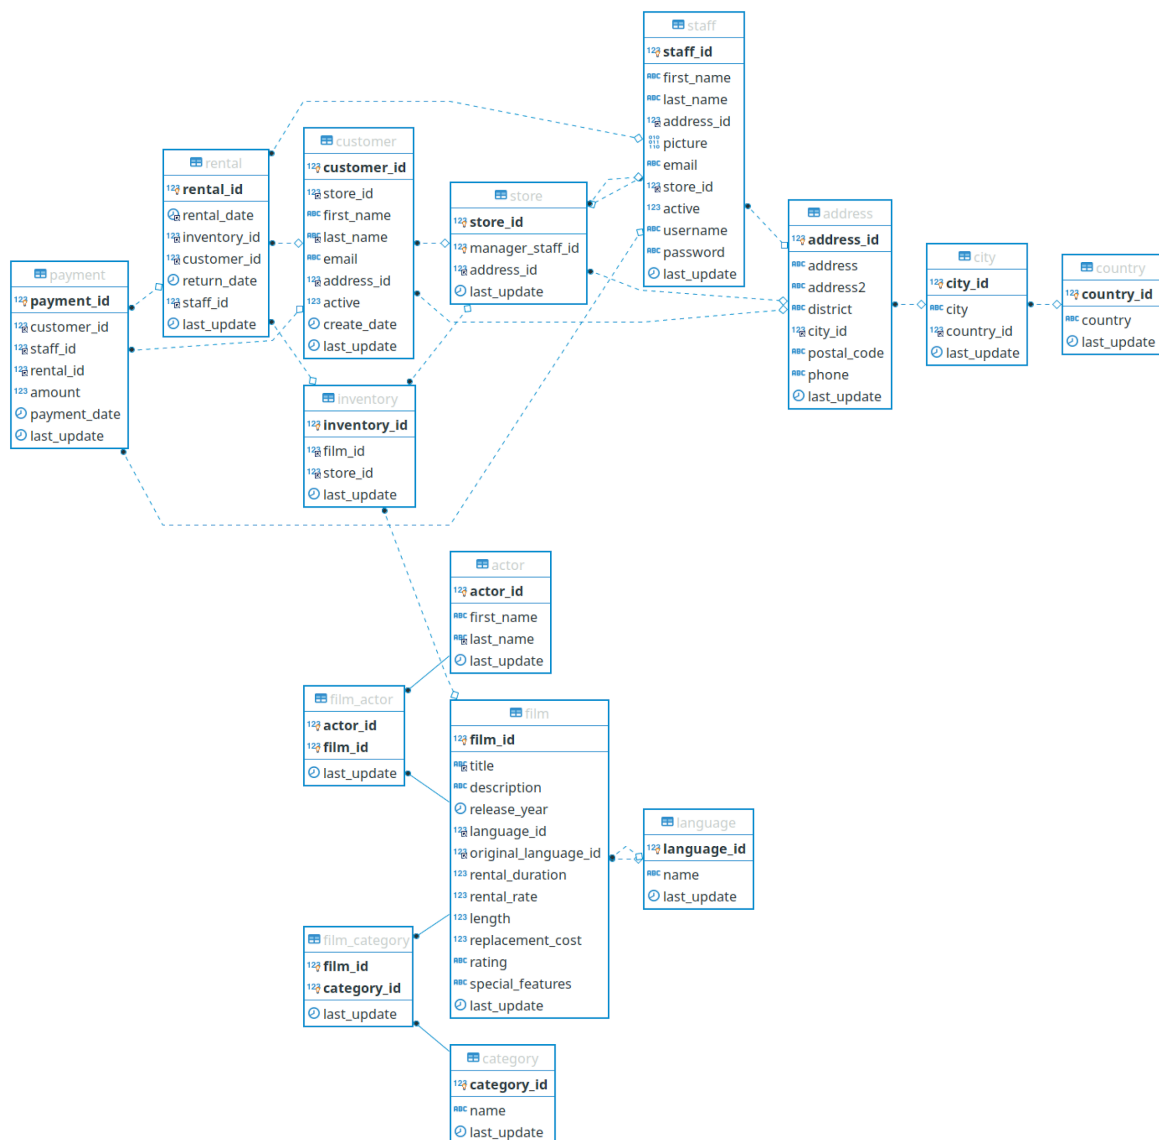 staff
staff_id
first_name
last_name
address_id
picture
email
store_id
active
username
password
last_update
customer
customer_id
store_id
first_name
last_name
email
address_id
active
create_date
last_update
rental
rental_id
rental_date
inventory_id
customer_id
return_date
staff_id
last_update
store
store_id
manager_staff_id
address_id
last_update
address
address_id
address
address2
district
city_id
postal_code
phone
last_update
city
city_id
city
country_id
last_update
country
country_id
country
last_update
payment
payment_id
customer_id
staff_id
rental_id
amount
payment_date
last_update
inventory
inventory_id
film_id
store_id
last_update
actor
actor_id
first_name
last_name
last_update
film_actor
actor_id
film_id
last_update
film
film_id
title
description
release_year
language_id
original_language_id
rental_duration
rental_rate
length
replacement_cost
rating
special_features
last_update
language
language_id
name
last_update
film_category
film_id
category_id
last_update
category
category_id
name
last_update